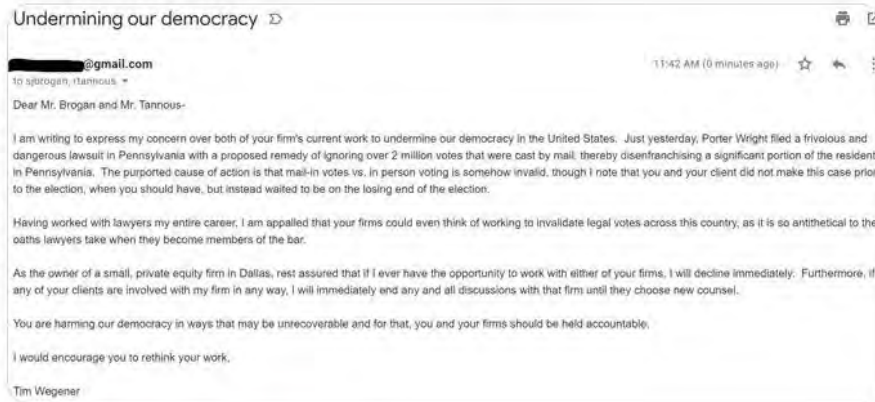 Undermining our democracy
@gmail.com
11:42 AM (0 minutes ago)
to sjbrogan, rtannous
Dear Mr. Brogan and Mr. Tannous-
I am writing to express my concern over both of your firm's current work to undermine our democracy in the United States. Just yesterday, Porter Wright filed a frivolous and
dangerous lawsuit in Pennsylvania with a proposed remedy of ignoring over 2 million votes that were cast by mail, thereby disenfranchising a significant portion of the resident
in Pennsylvania. The purported cause of action is that mail-in votes vs. in person voting is somehow invalid, though I note that you and your client did not make this case prior
to the election, when you should have, but instead waited to be on the losing end of the election.
Having worked with lawyers my entire career, I am appalled that your firms could even think of working to invalidate legal votes across this country, as it is so antithetical to the
oaths lawyers take when they become members of the bar.
As the owner of a small, private equity firm in Dallas, rest assured that if I ever have the opportunity to work with either of your firms, I will decline immediately. Furthermore, if
any of your clients are involved with my firm in any way, I will immediately end any and all discussions with that firm until they choose new counsel.
You are harming our democracy in ways that may be unrecoverable and for that, you and your firms should be held accountable.
I would encourage you to rethink your work.
Tim Wegener